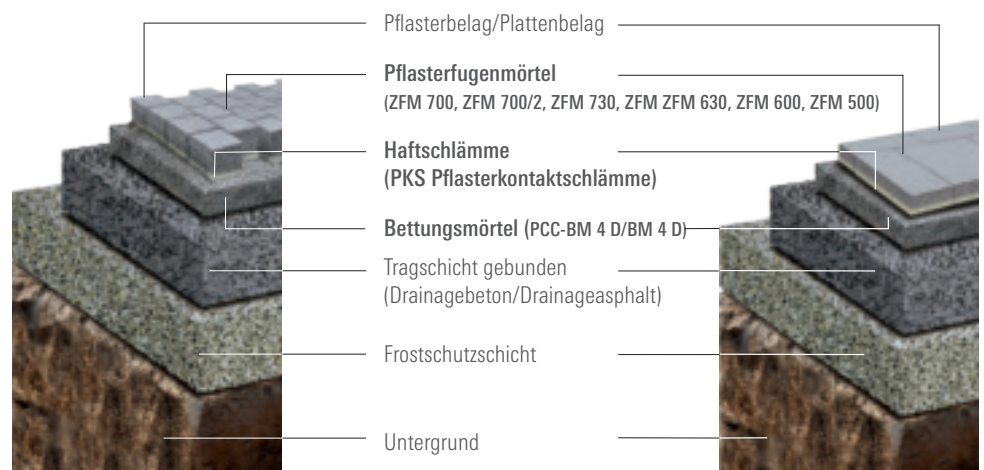 Pflasterbelag/Plattenbelag
Pflasterfugenmörtel
(ZFM 700, ZFM 700/2, ZFM 730, ZFM ZFM 630, ZFM 600, ZFM 500)
Haftschlämme
(PKS Pflasterkontaktschlämme)
Bettungsmörtel (PCC-BM 4 D/BM 4 D)
Tragschicht gebunden
(Drainagebeton/Drainageasphalt)
Frostschutzschicht
Untergrund